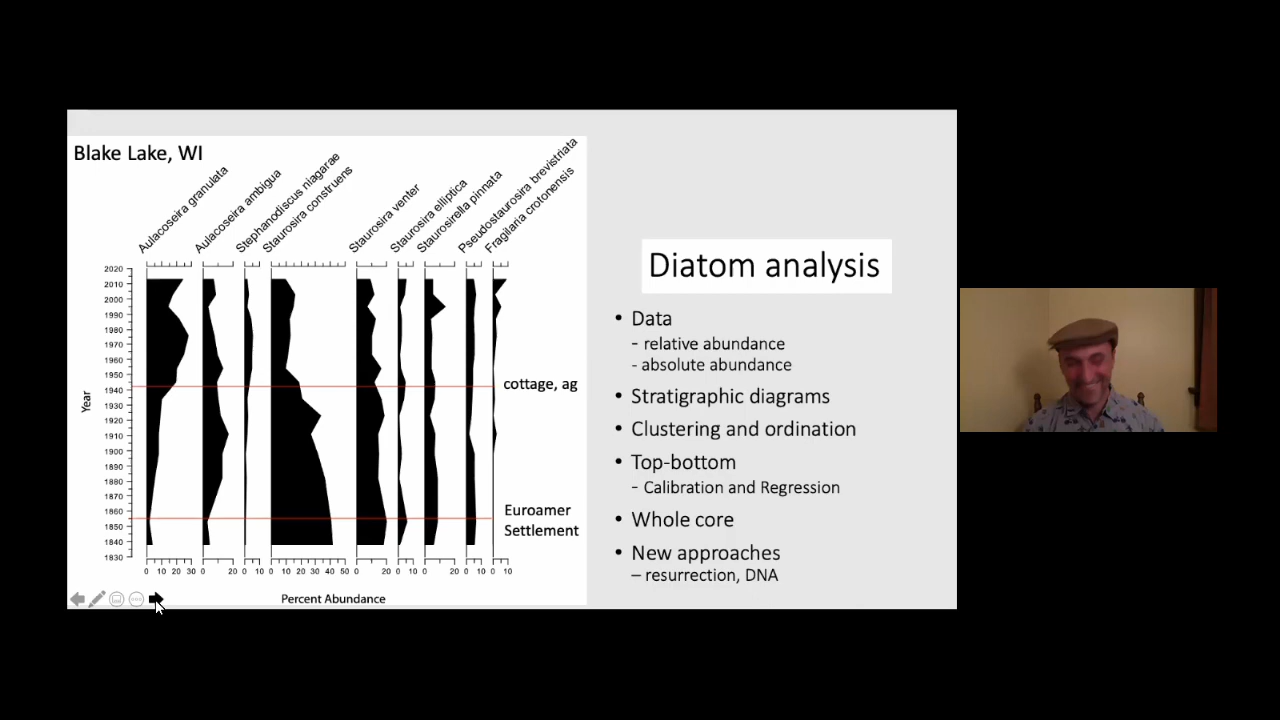 Blake Lake, WI
Aulacoseira granulata
Aulacoseira ambigua
Stephanodiscus niagarae
Staurosira construens
Staurosira venter
Staurosira elliptica
Staurosirella pinnata
Pseudostaurosira brevistriata
Fragilaria crotonensis
2020
2010
2000
1990
1980
1970
1960
1950
1940
1930
1920
1910
1900
1890
1880
1870
1860
1850
1840
1830
Year
cottage, ag
Euroamer
Settlement
0 10 20 30 0 20 0 10 0 10 20 30 40 50 0 20 0 10 0 20 0 10 0 10
Percent Abundance
Diatom analysis
• Data
- relative abundance
- absolute abundance
• Stratigraphic diagrams
• Clustering and ordination
• Top-bottom
- Calibration and Regression
• Whole core
• New approaches
– resurrection, DNA